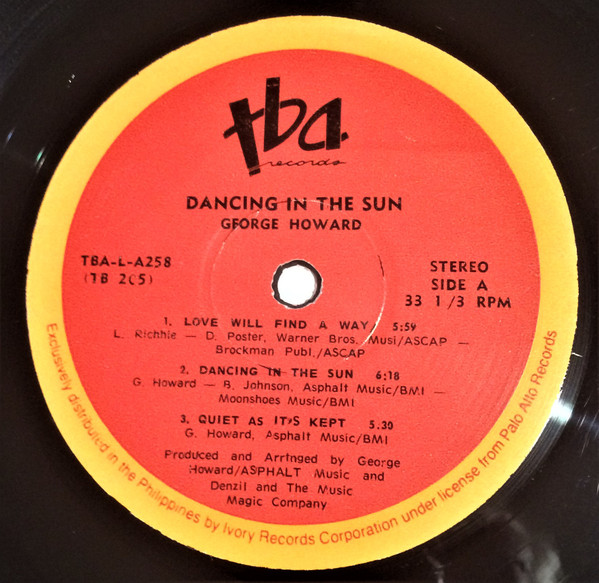 tba
records
DANCING IN THE SUN
GEORGE HOWARD
TBA-L-A258
(TB 205)
STEREO
SIDE A
33 1/3 RPM
1. LOVE WILL FIND A WAY 5:59
L. Richhie — D. Poster, Warner Bros. Musi/ASCAP —
Brockman Publ./ASCAP
2. DANCING IN THE SUN 6:18
G. Howard — B. Johnson, Asphalt Music/BMI —
Moonshoes Music/BMI
3. QUIET AS IT'S KEPT 5.30
G. Howard, Asphalt Music/BMI
Produced and Arrtnged by George
Howard/ASPHALT Music and
Denzil and The Music
Magic Company
Exclusively distributed in the Philippines by Ivory Records Corporation under license from Palo Alto Records